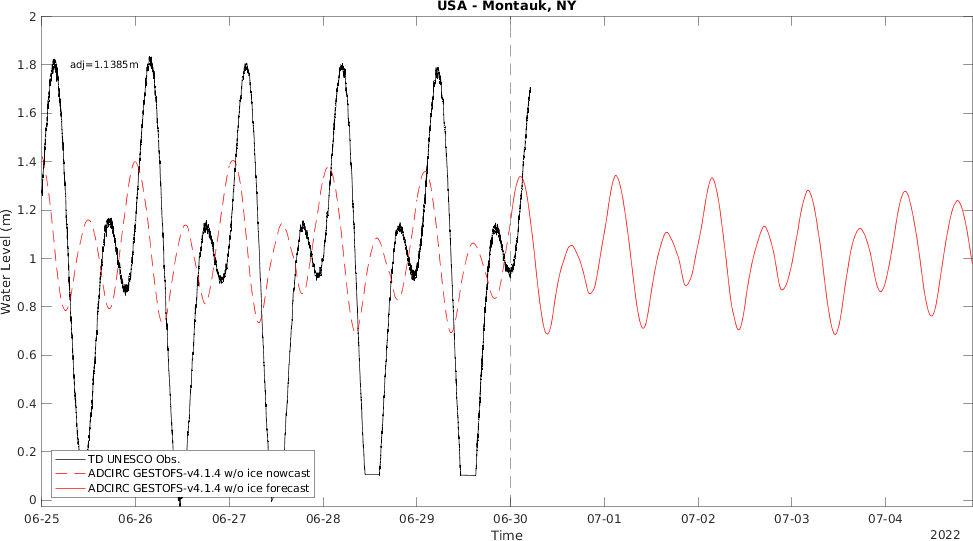 USA - Montauk, NY
adj=1.1385m
Water Level (m)
2
1.8
1.6
1.4
1.2
1
0.8
0.6
0.4
0.2
0
TD UNESCO Obs.
ADCIRC GESTOFS-v4.1.4 w/o ice nowcast
ADCIRC GESTOFS-v4.1.4 w/o ice forecast
06-25 06-26 06-27 06-28 06-29 06-30 07-01 07-02 07-03 07-04
Time
2022